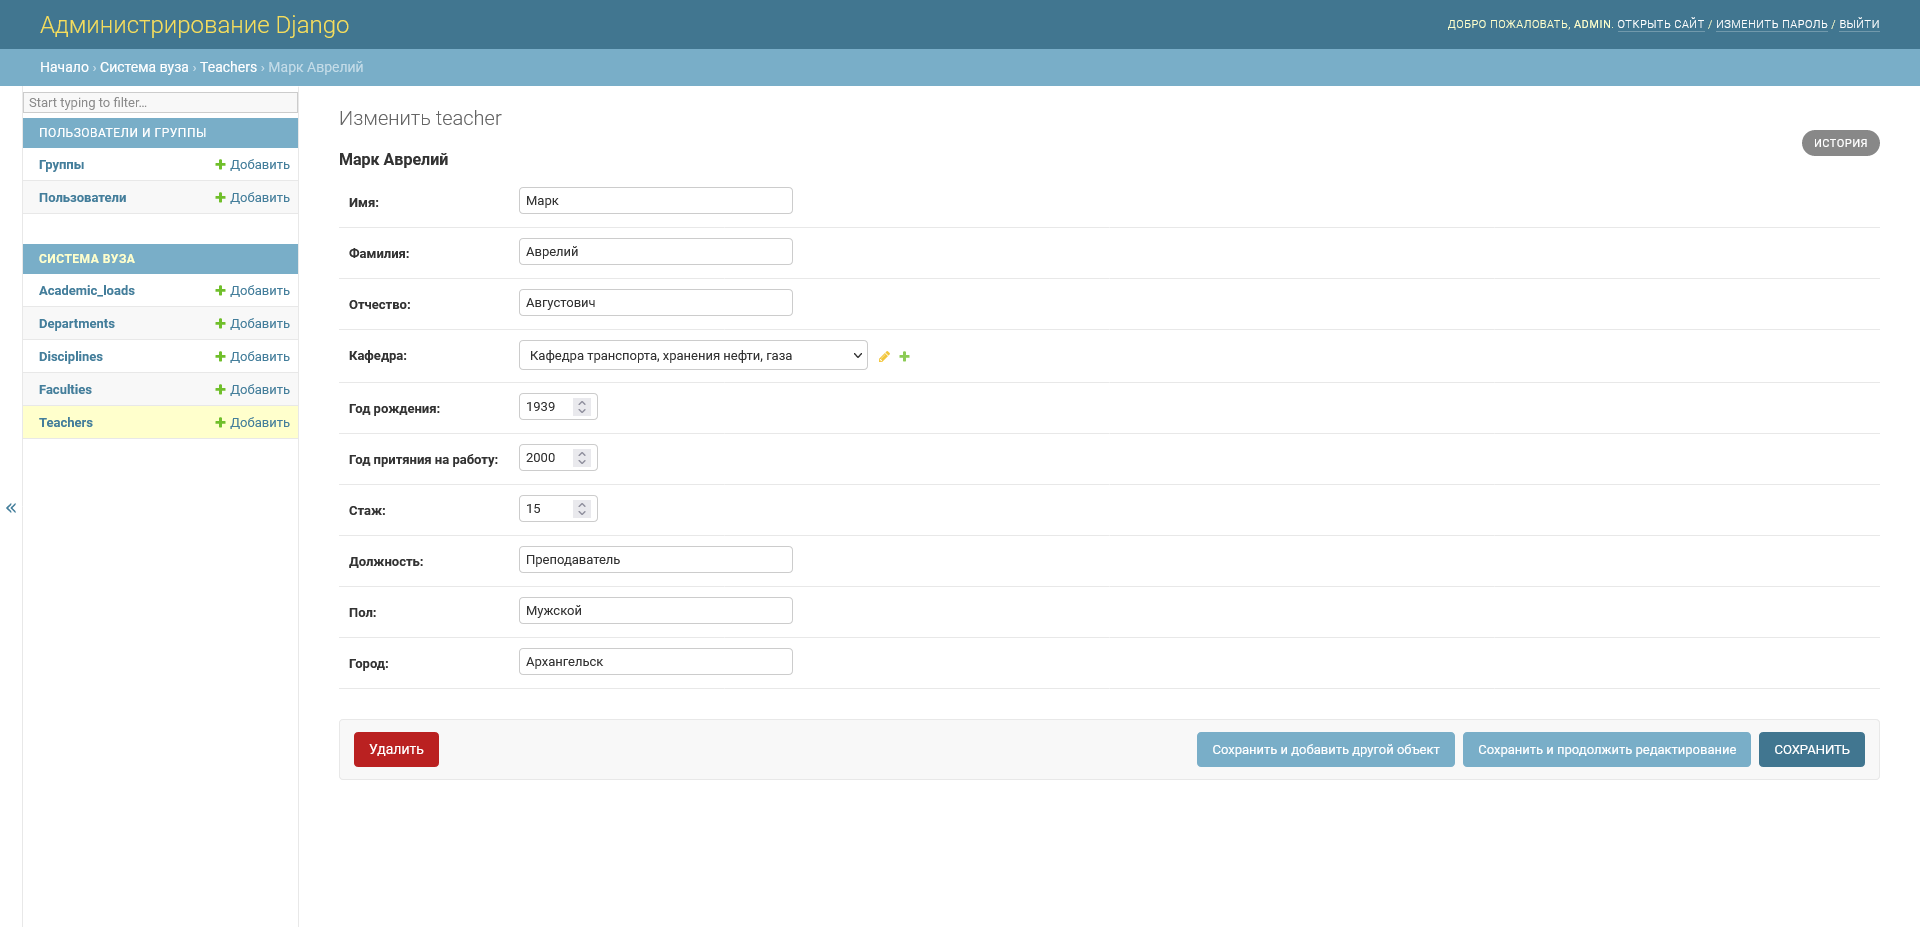 Администрирование Django
ДОБРО ПОЖАЛОВАТЬ, ADMIN. ОТКРЫТЬ САЙТ / ИЗМЕНИТЬ ПАРОЛЬ / ВЫЙТИ
Начало › Система вуза › Teachers › Марк Аврелий
Start typing to filter...
ПОЛЬЗОВАТЕЛИ И ГРУППЫ
Группы Добавить
Пользователи Добавить
СИСТЕМА ВУЗА
Academic_loads Добавить
Departments Добавить
Disciplines Добавить
Faculties Добавить
Teachers Добавить
«
Изменить teacher
ИСТОРИЯ
Марк Аврелий
Имя: Марк
Фамилия: Аврелий
Отчество: Августович
Кафедра: Кафедра транспорта, хранения нефти, газа
Год рождения: 1939
Год притяния на работу: 2000
Стаж: 15
Должность: Преподаватель
Пол: Мужской
Город: Архангельск
Удалить
Сохранить и добавить другой объект
Сохранить и продолжить редактирование
СОХРАНИТЬ